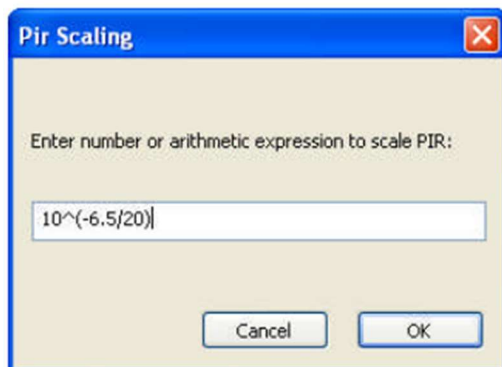 Pir Scaling
Enter number or arithmetic expression to scale PIR:
10^(-6.5/20)
Cancel OK